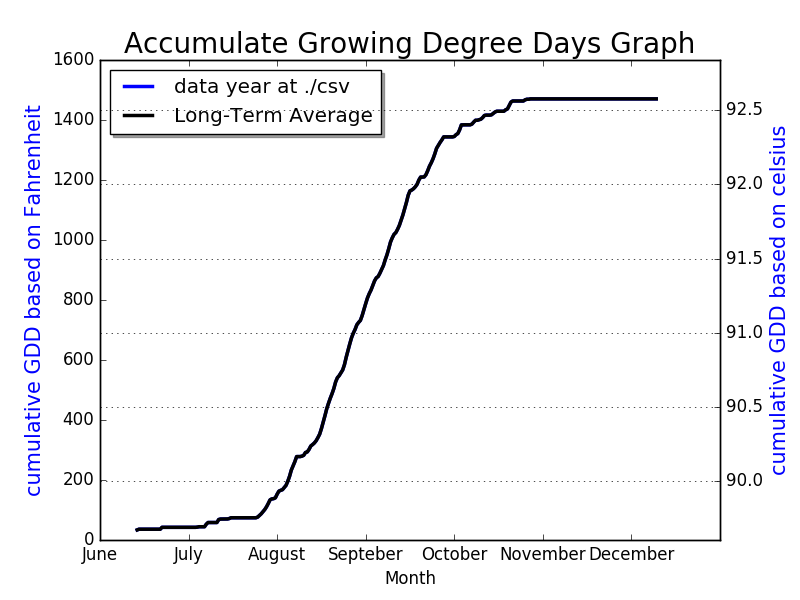 Accumulate Growing Degree Days Graph
data year at ./csv
Long-Term Average
cumulative GDD based on Fahrenheit
1600
1400
1200
1000
800
600
400
200
0
92.5
92.0
91.5
91.0
90.5
90.0
cumulative GDD based on celsius
June July August Septeber October November December
Month